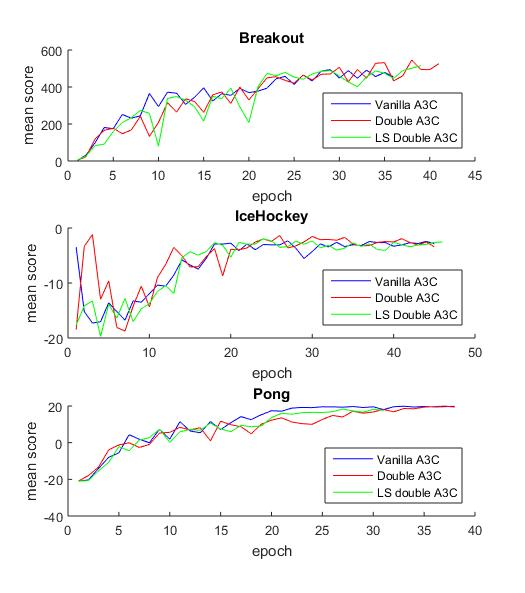 Breakout
600
400
200
0
mean score
0 5 10 15 20 25 30 35 40 45
epoch
Vanilla A3C
Double A3C
LS Double A3C
IceHockey
0
-10
-20
mean score
0 10 20 30 40 50
epoch
Vanilla A3C
Double A3C
LS Double A3C
Pong
20
0
-20
-40
mean score
0 5 10 15 20 25 30 35 40
epoch
Vanilla A3C
Double A3C
LS double A3C